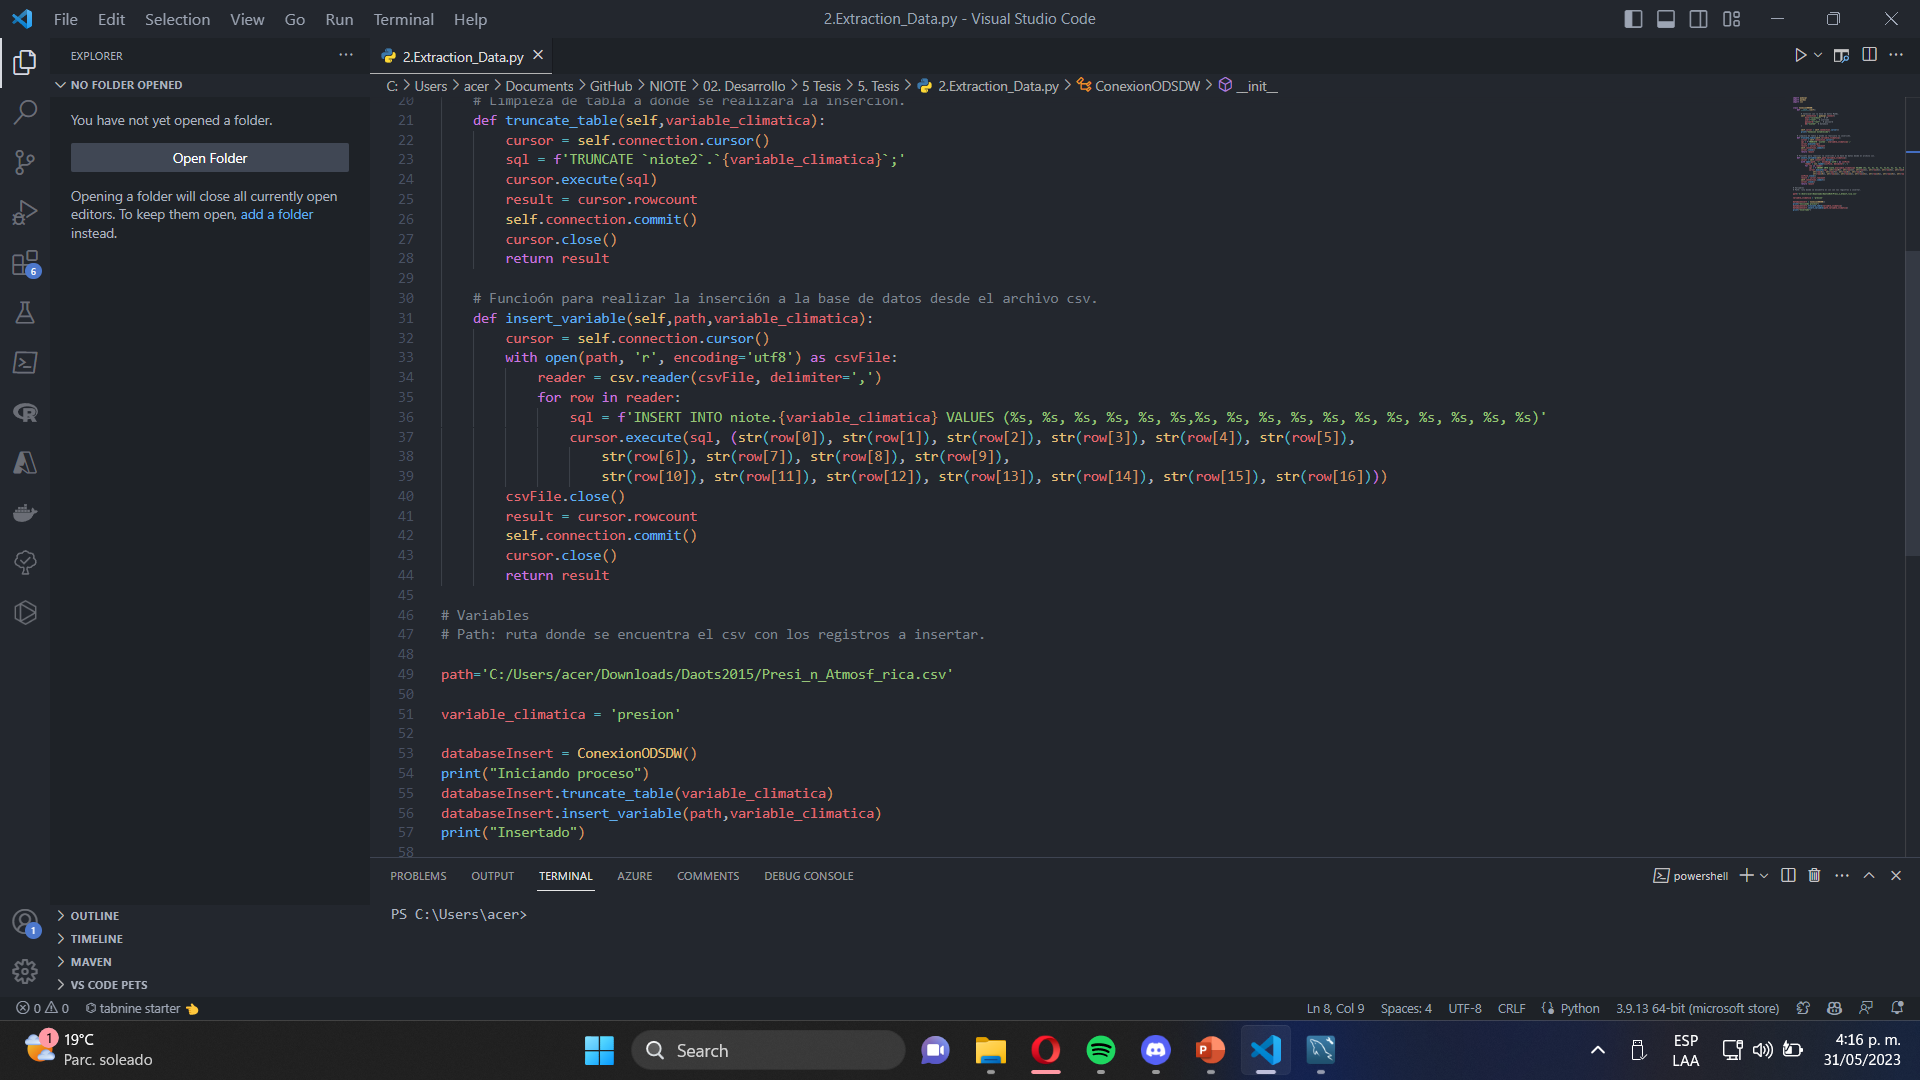 File Edit Selection View Go Run Terminal Help
2.Extraction_Data.py - Visual Studio Code
EXPLORER
NO FOLDER OPENED
You have not yet opened a folder.
Open Folder
Opening a folder will close all currently open
editors. To keep them open, add a folder
instead.
6
OUTLINE
TIMELINE
MAVEN
VS CODE PETS
1
2.Extraction_Data.py
C: > Users > acer > Documents > GitHub > NIOTE > 02. Desarrollo > 5 Tesis > 5. Tesis > 2.Extraction_Data.py > ConexionODSDW > __init__
20 # Limpieza de tabla a donde se realizara la inserción.
21 def truncate_table(self,variable_climatica):
22 cursor = self.connection.cursor()
23 sql = f'TRUNCATE `niote2`.`{variable_climatica}`;'
24 cursor.execute(sql)
25 result = cursor.rowcount
26 self.connection.commit()
27 cursor.close()
28 return result
29
30 # Funcioón para realizar la inserción a la base de datos desde el archivo csv.
31 def insert_variable(self,path,variable_climatica):
32 cursor = self.connection.cursor()
33 with open(path, 'r', encoding='utf8') as csvFile:
34 reader = csv.reader(csvFile, delimiter=',')
35 for row in reader:
36 sql = f'INSERT INTO niote.{variable_climatica} VALUES (%s, %s, %s, %s, %s, %s,%s, %s, %s, %s, %s, %s, %s, %s, %s, %s, %s)'
37 cursor.execute(sql, (str(row[0]), str(row[1]), str(row[2]), str(row[3]), str(row[4]), str(row[5]),
38 str(row[6]), str(row[7]), str(row[8]), str(row[9]),
39 str(row[10]), str(row[11]), str(row[12]), str(row[13]), str(row[14]), str(row[15]), str(row[16])))
40 csvFile.close()
41 result = cursor.rowcount
42 self.connection.commit()
43 cursor.close()
44 return result
45
46 # Variables
47 # Path: ruta donde se encuentra el csv con los registros a insertar.
48
49 path='C:/Users/acer/Downloads/Daots2015/Presi_n_Atmosf_rica.csv'
50
51 variable_climatica = 'presion'
52
53 databaseInsert = ConexionODSDW()
54 print("Iniciando proceso")
55 databaseInsert.truncate_table(variable_climatica)
56 databaseInsert.insert_variable(path,variable_climatica)
57 print("Insertado")
58
PROBLEMS OUTPUT TERMINAL AZURE COMMENTS DEBUG CONSOLE
powershell
PS C:\Users\acer>
0 0 tabnine starter
Ln 8, Col 9 Spaces: 4 UTF-8 CRLF Python 3.9.13 64-bit (microsoft store)
1
19°C
Parc. soleado
Search
ESP
LAA
4:16 p. m.
31/05/2023